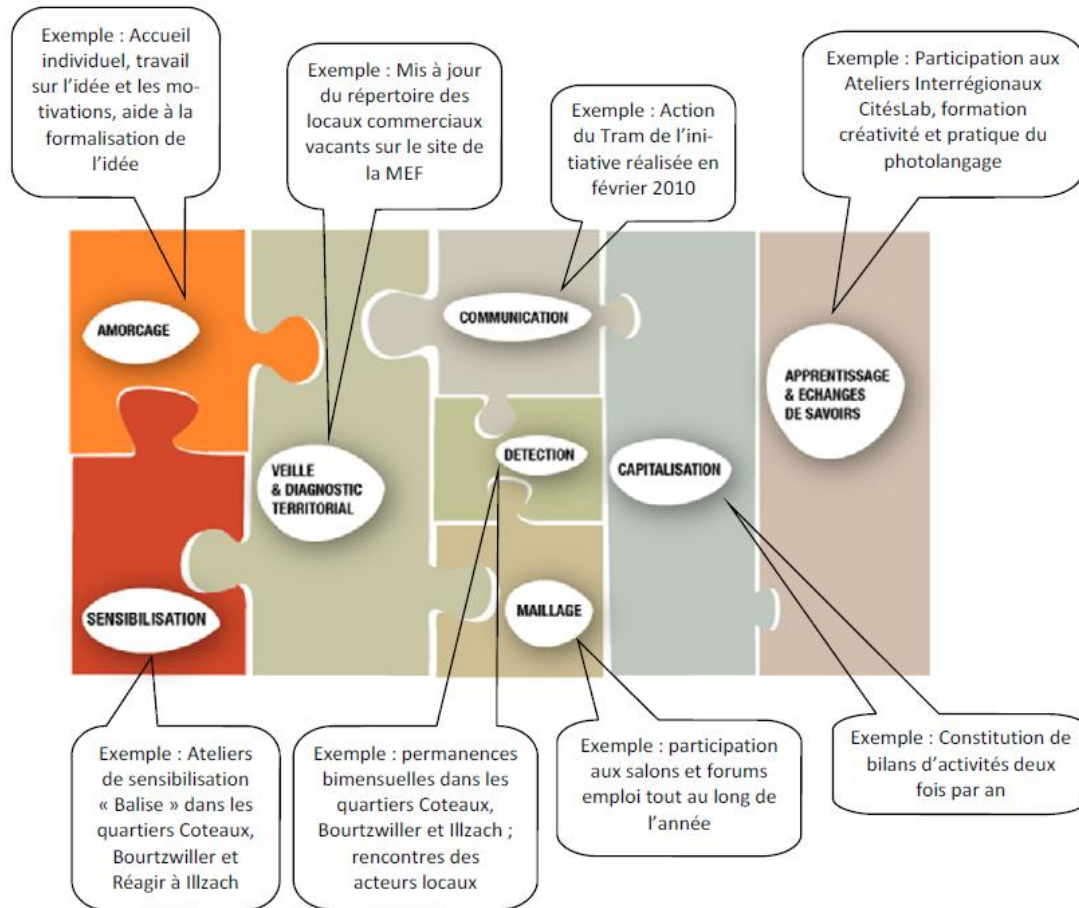 Exemple : Accueil
individuel, travail
sur l'idée et les mo-
tivations, aide à la
formalisation de
l'idée
Exemple : Mis à jour
du répertoire des
locaux commerciaux
vacants sur le site de
la MEF
Exemple : Action
du Tram de l'ini-
tiative réalisée en
février 2010
Exemple : Participation aux
Ateliers Interrégionaux
CitésLab, formation
créativité et pratique du
photolangage
AMORCAGE
COMMUNICATION
APPRENTISSAGE
& ECHANGES
DE SAVOIRS
VEILLE
& DIAGNOSTIC
TERRITORIAL
DETECTION
CAPITALISATION
SENSIBILISATION
MAILLAGE
Exemple : Ateliers
de sensibilisation
« Balise » dans les
quartiers Coteaux,
Bourtzwiller et
Réagir à Illzach
Exemple : permanences
bimensuelles dans les
quartiers Coteaux,
Bourtzwiller et Illzach ;
rencontres des
acteurs locaux
Exemple : participation
aux salons et forums
emploi tout au long de
l'année
Exemple : Constitution de
bilans d'activités deux
fois par an